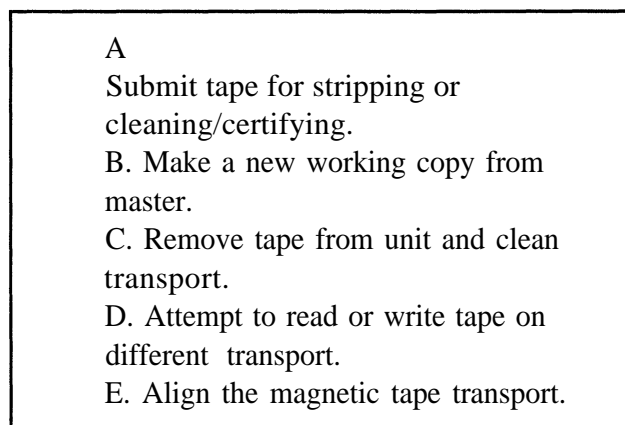 A
Submit tape for stripping or
cleaning/certifying.
B. Make a new working copy from
master.
C. Remove tape from unit and clean
transport.
D. Attempt to read or write tape on
different transport.
E. Align the magnetic tape transport.